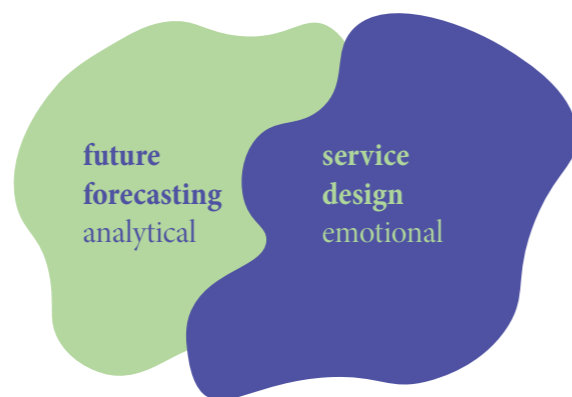 future
forecasting
analytical
service
design
emotional